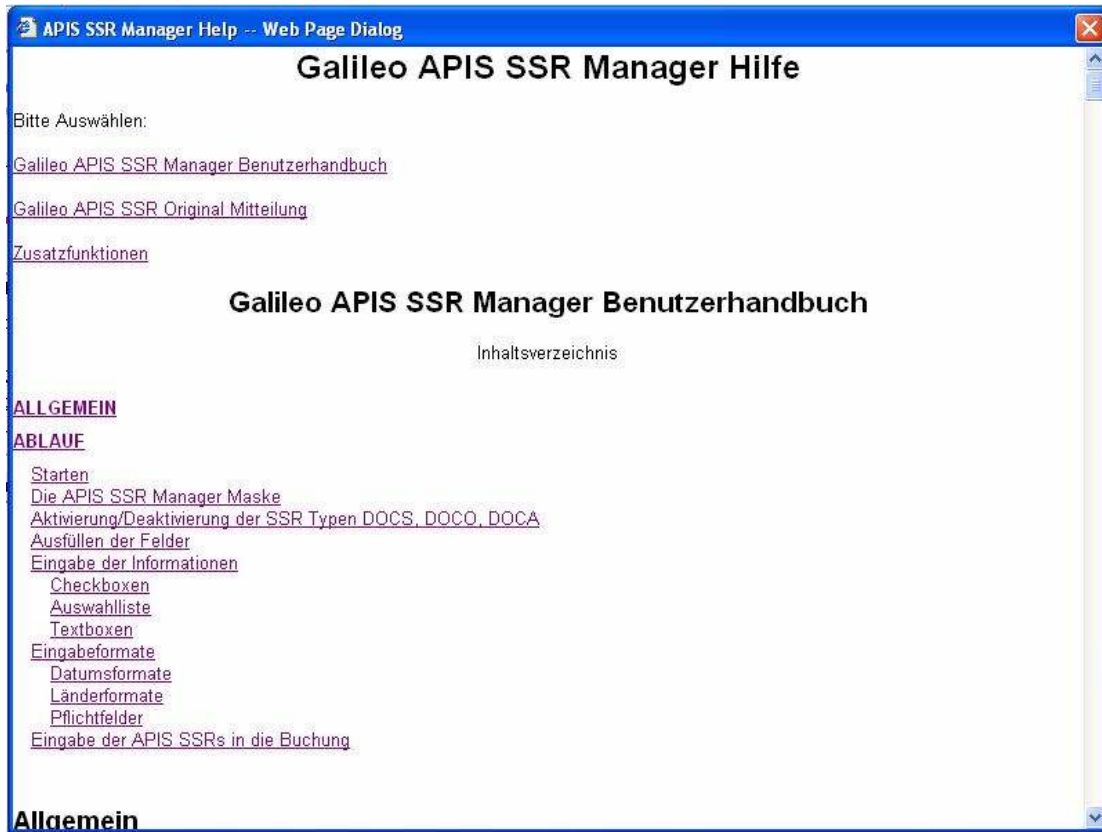 APIS SSR Manager Help -- Web Page Dialog
Galileo APIS SSR Manager Hilfe
Bitte Auswählen:
Galileo APIS SSR Manager Benutzerhandbuch
Galileo APIS SSR Original Mitteilung
Zusatzfunktionen
Galileo APIS SSR Manager Benutzerhandbuch
Inhaltsverzeichnis
ALLGEMEIN
ABLAUF
Starten
Die APIS SSR Manager Maske
Aktivierung/Deaktivierung der SSR Typen DOCS, DOCO, DOCA
Ausfüllen der Felder
Eingabe der Informationen
Checkboxen
Auswahlliste
Textboxen
Eingabeformate
Datumsformate
Länderformate
Pflichtfelder
Eingabe der APIS SSRs in die Buchung
Allgemein